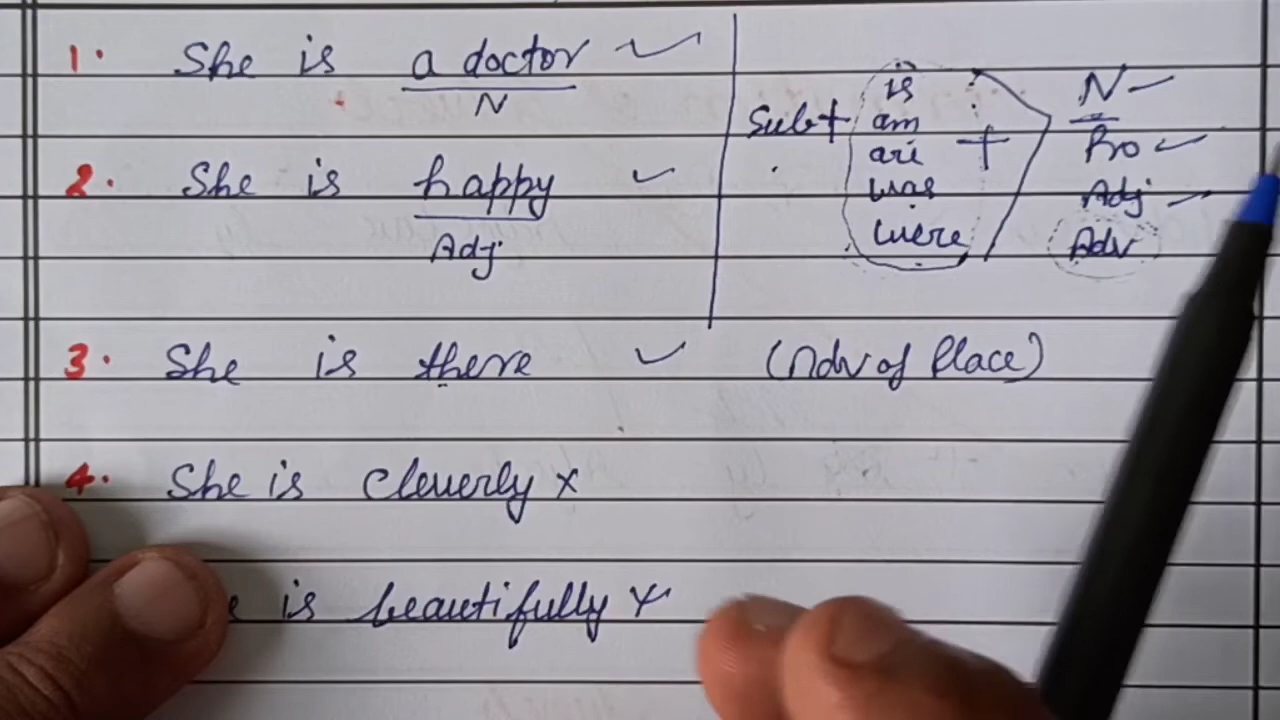 1. She is a doctor ✓
N
2. She is happy ✓
Adj
Sub+ is am are was were + N Pro Adj Adv
3. She is there ✓ (Adv of Place)
4. She is cleverly ×
e is beautifully ×